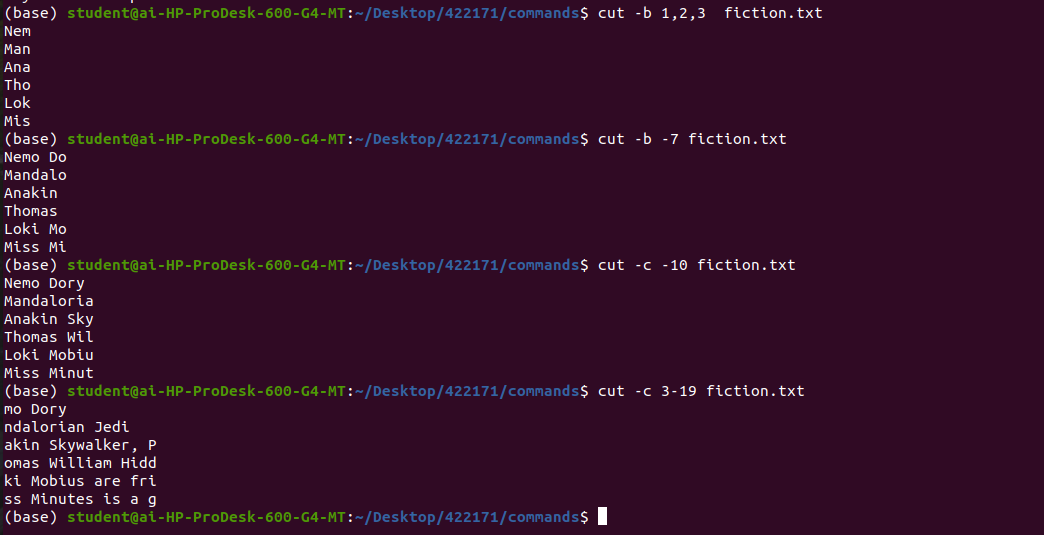 (base) student@ai-HP-ProDesk-600-G4-MT:~/Desktop/422171/commands$ cut -b 1,2,3  fiction.txt
Nem
Man
Ana
Tho
Lok
Mis
(base) student@ai-HP-ProDesk-600-G4-MT:~/Desktop/422171/commands$ cut -b -7 fiction.txt
Nemo Do
Mandalo
Anakin
Thomas
Loki Mo
Miss Mi
(base) student@ai-HP-ProDesk-600-G4-MT:~/Desktop/422171/commands$ cut -c -10 fiction.txt
Nemo Dory
Mandaloria
Anakin Sky
Thomas Wil
Loki Mobiu
Miss Minut
(base) student@ai-HP-ProDesk-600-G4-MT:~/Desktop/422171/commands$ cut -c 3-19 fiction.txt
mo Dory
ndalorian Jedi
akin Skywalker, P
omas William Hidd
ki Mobius are fri
ss Minutes is a g
(base) student@ai-HP-ProDesk-600-G4-MT:~/Desktop/422171/commands$